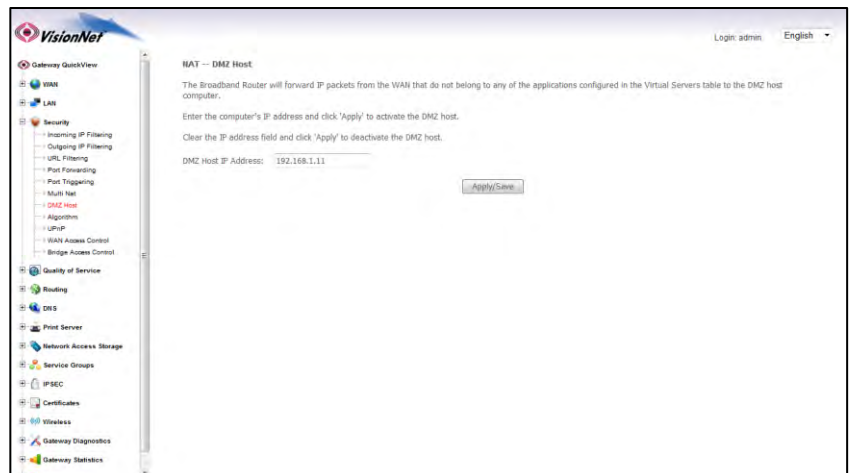 VisionNet
Login: admin
English
Gateway QuickView
WAN
LAN
Security
Incoming IP Filtering
Outgoing IP Filtering
URL Filtering
Port Forwarding
Port Triggering
Multi Nat
DMZ Host
Algorithm
UPnP
WAN Access Control
Bridge Access Control
Quality of Service
Routing
DNS
Print Server
Network Access Storage
Service Groups
IPSEC
Certificates
Wireless
Gateway Diagnostics
Gateway Statistics
NAT -- DMZ Host
The Broadband Router will forward IP packets from the WAN that do not belong to any of the applications configured in the Virtual Servers table to the DMZ host
computer.
Enter the computer's IP address and click 'Apply' to activate the DMZ host.
Clear the IP address field and click 'Apply' to deactivate the DMZ host.
DMZ Host IP Address: 192.168.1.11
Apply/Save